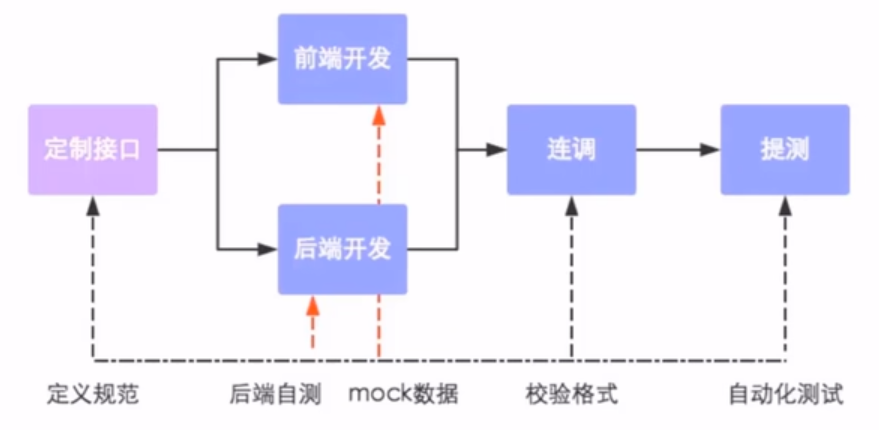 前端开发
定制接口
连调
提测
后端开发
定义规范
后端自测
mock数据
校验格式
自动化测试